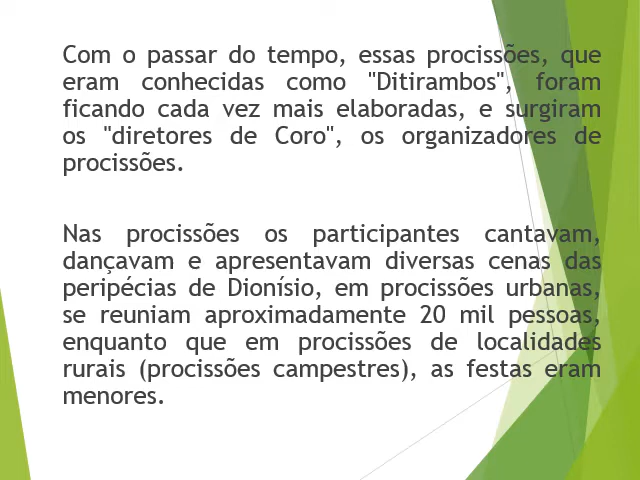 Com o passar do tempo, essas procissões, que
eram conhecidas como "Ditirambos", foram
ficando cada vez mais elaboradas, e surgiram
os "diretores de Coro", os organizadores de
procissões.
Nas procissões os participantes cantavam,
dançavam e apresentavam diversas cenas das
peripécias de Dionísio, em procissões urbanas,
se reuniam aproximadamente 20 mil pessoas,
enquanto que em procissões de localidades
rurais (procissões campestres), as festas eram
menores.